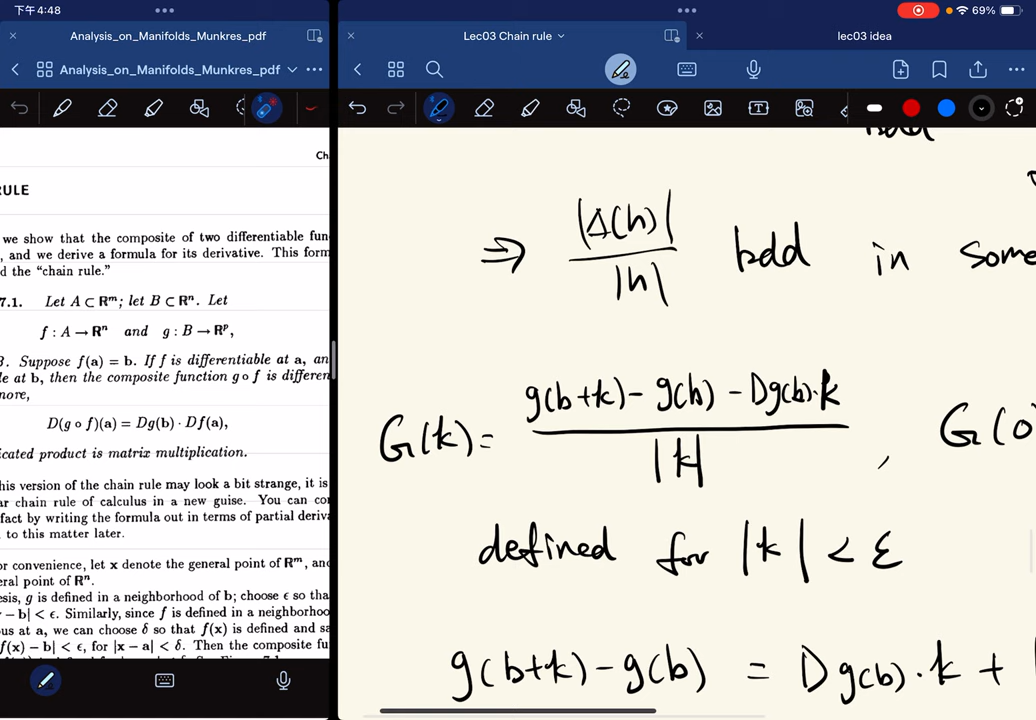 下午4:48
69%
Analysis_on_Manifolds_Munkres_pdf
Lec03 Chain rule
lec03 idea
Analysis_on_Manifolds_Munkres_pdf
Ch
RULE
we show that the composite of two differentiable fun
, and we derive a formula for its derivative. This form
d the “chain rule.”
7.1. Let A ⊂ R^m; let B ⊂ R^n. Let
f : A → R^n and g : B → R^p,
B. Suppose f(a) = b. If f is differentiable at a, an
le at b, then the composite function g ∘ f is differen
more,
D(g ∘ f)(a) = Dg(b) · Df(a),
icated product is matrix multiplication.
his version of the chain rule may look a bit strange, it is
ar chain rule of calculus in a new guise. You can con
fact by writing the formula out in terms of partial deriva
to this matter later.
or convenience, let x denote the general point of R^m, an
eral point of R^n.
esis, g is defined in a neighborhood of b; choose ε so tha
y − b| < ε. Similarly, since f is defined in a neighborhoo
us at a, we can choose δ so that f(x) is defined and sa
f(x) − b| < ε, for |x − a| < δ. Then the composite fu
bdd
⇒ |Δ(h)| / |h| bdd in some
G(k) = (g(b+k) − g(b) − Dg(b)·k) / |k| , G(0
defined for |k| < ε
g(b+k) − g(b) = Dg(b)·k +